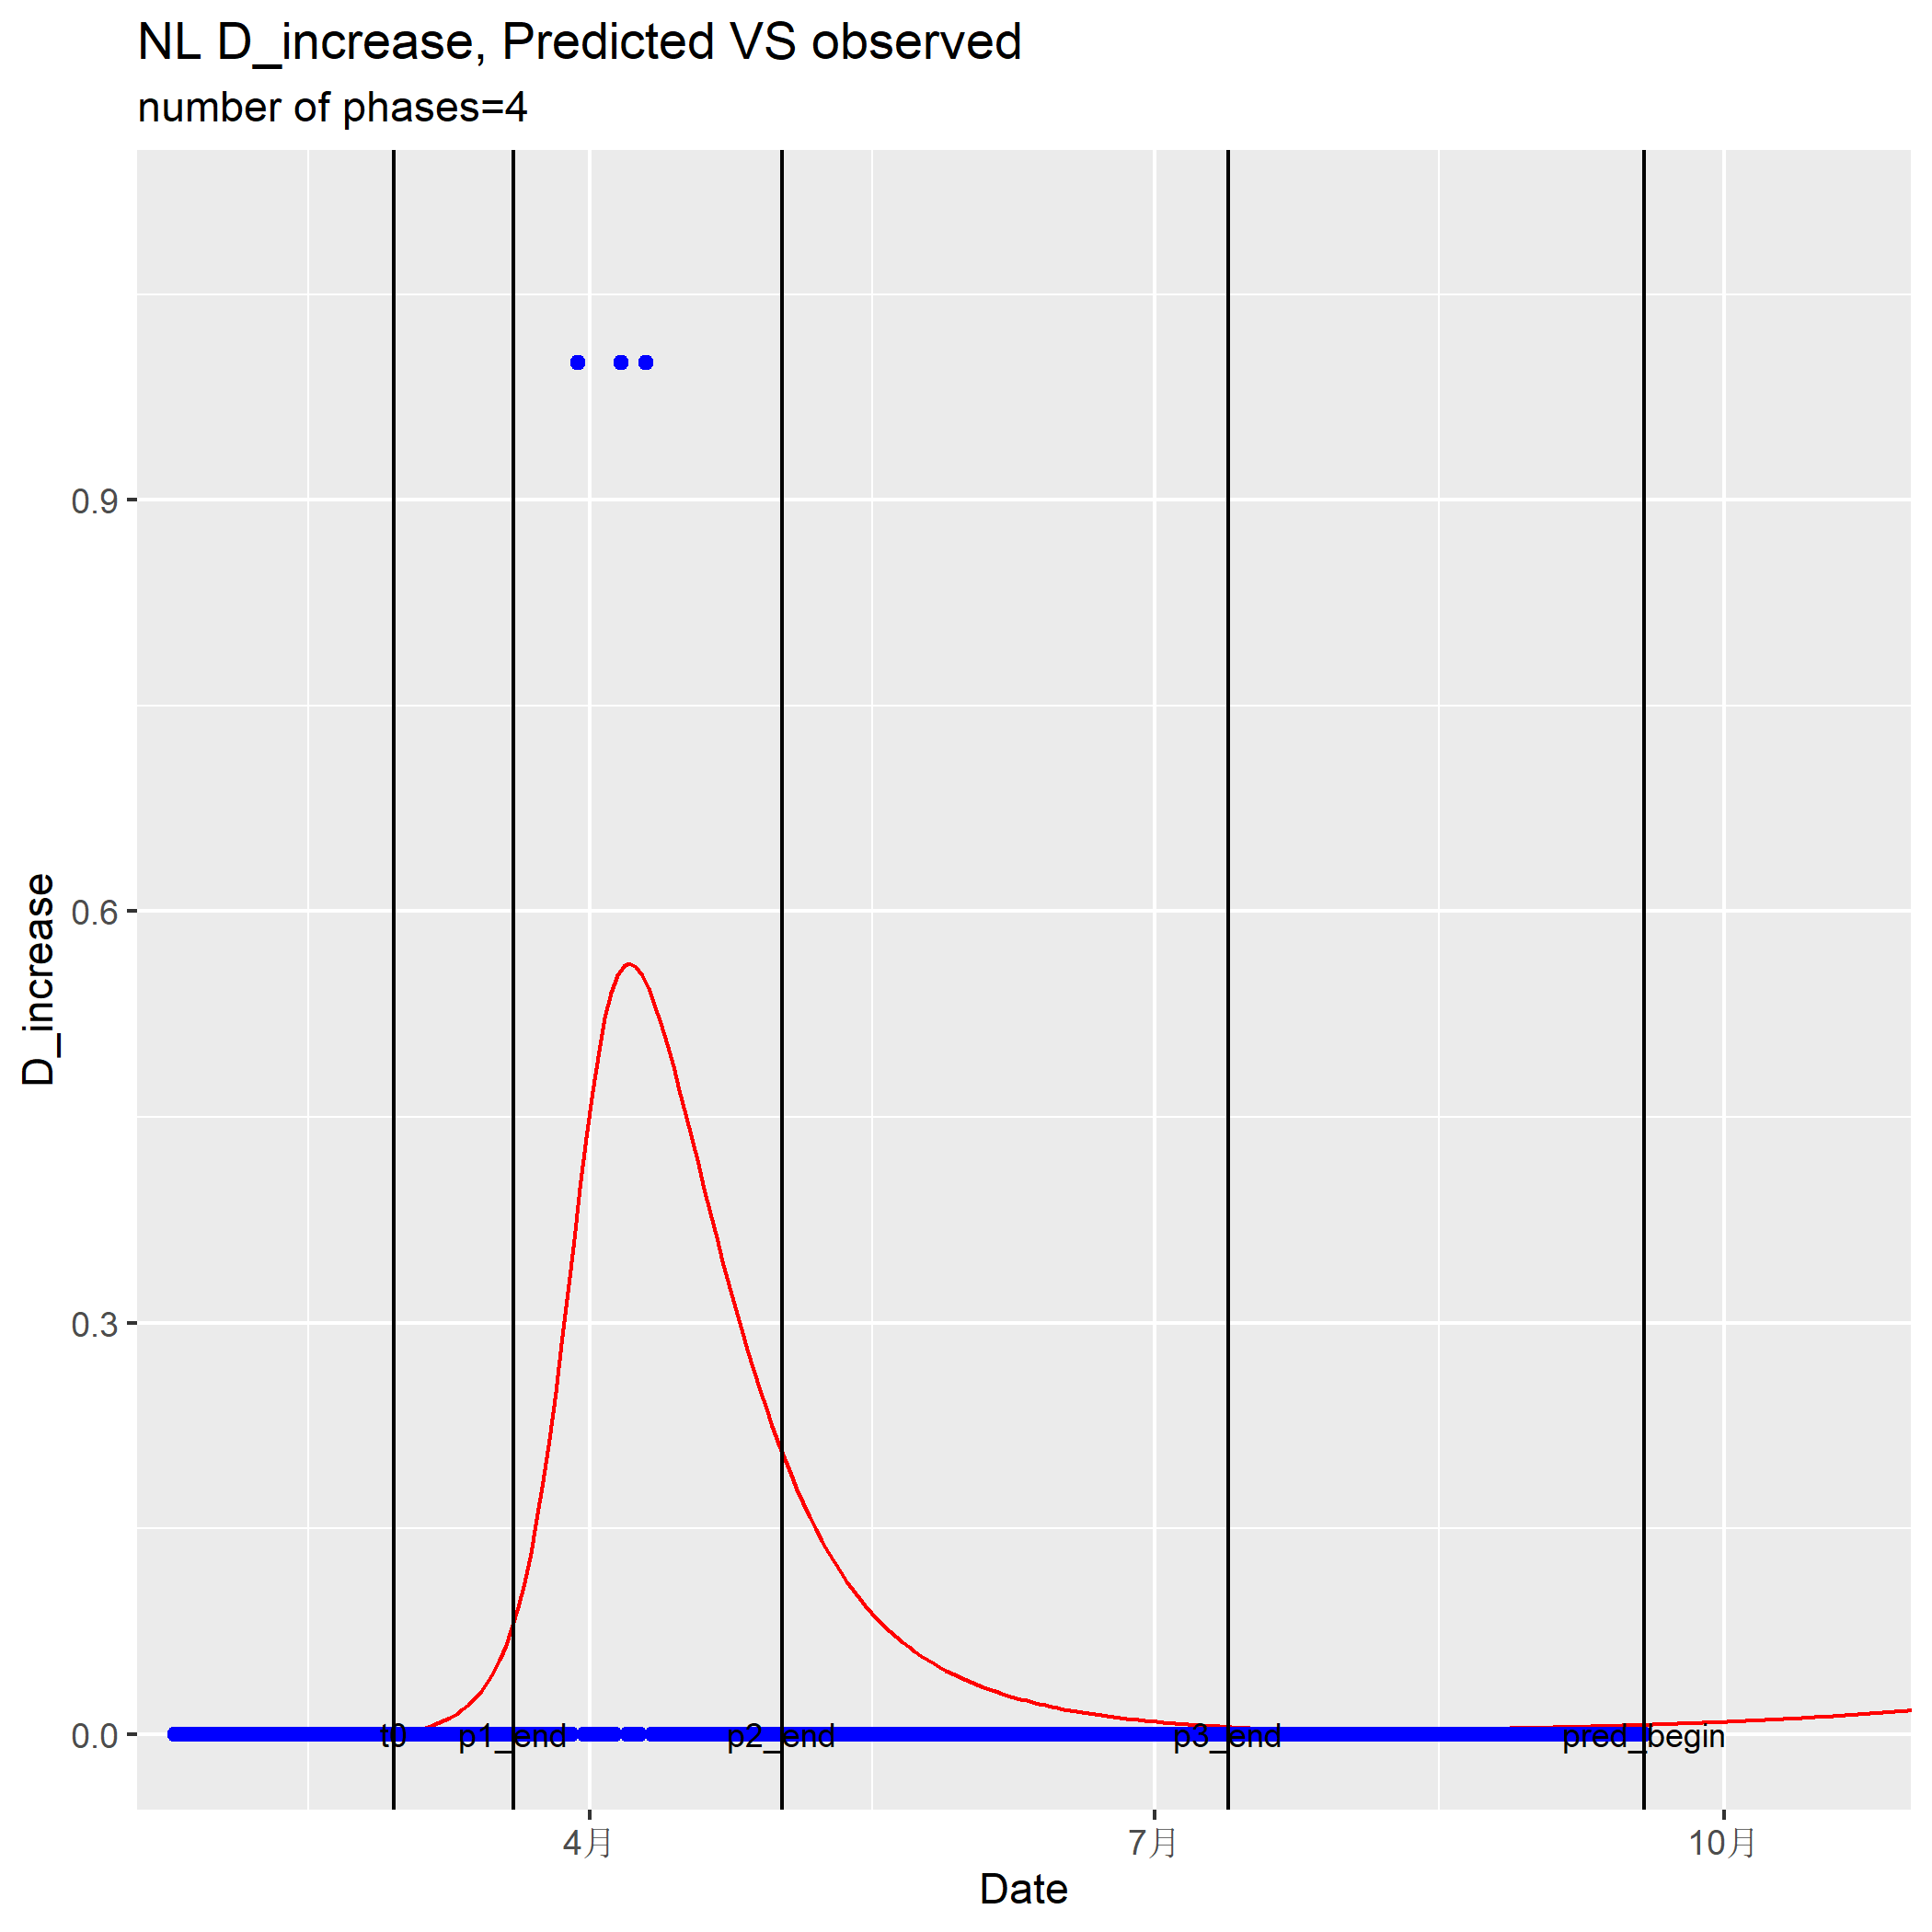 NL D_increase, Predicted VS observed
number of phases=4
D_increase
0.9
0.6
0.3
0.0
t0 p1_end p2_end p3_end pred_begin
4月 7月 10月
Date